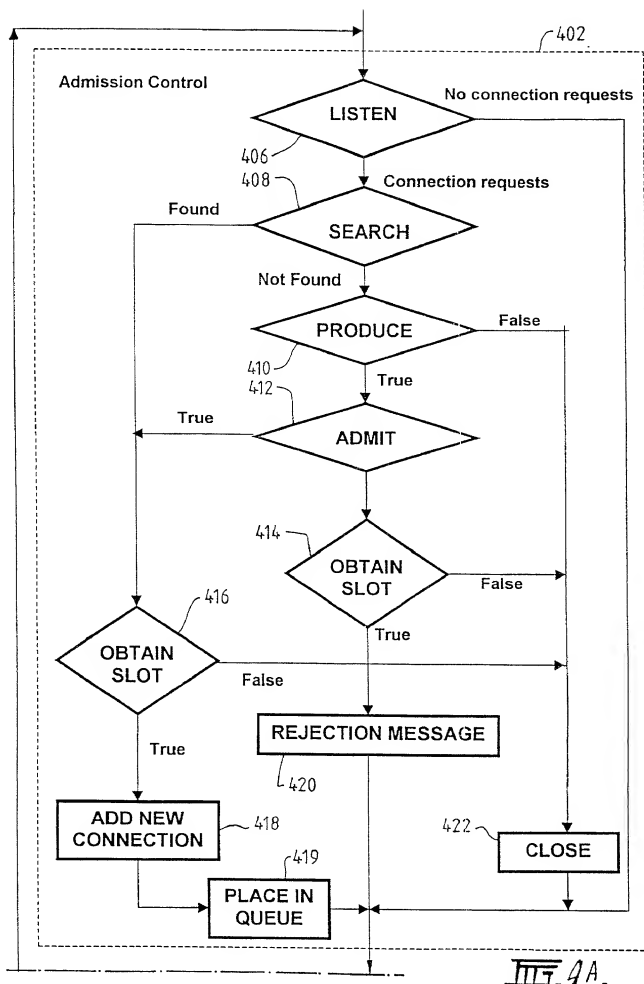 402
Admission Control
No connection requests
LISTEN
406
408
Connection requests
Found
SEARCH
Not Found
PRODUCE
False
410
True
412
True
ADMIT
414
OBTAIN
SLOT
False
416
True
OBTAIN
SLOT
False
True
REJECTION MESSAGE
420
ADD NEW
CONNECTION
418
422
CLOSE
419
PLACE IN
QUEUE